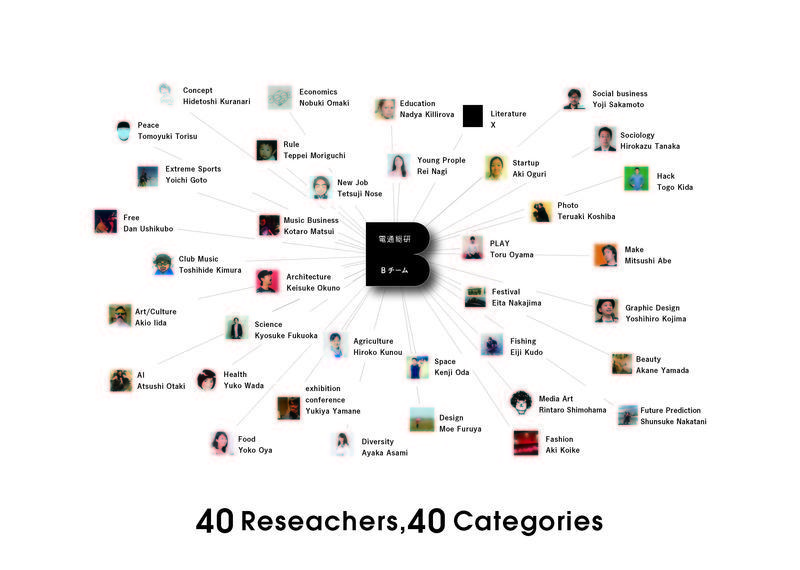 Concept
Hidetoshi Kuranari
Economics
Nobuki Omaki
Education
Nadya Killirova
Literature
X
Social business
Yoji Sakamoto
Peace
Tomoyuki Torisu
Rule
Teppei Moriguchi
Sociology
Hirokazu Tanaka
Extreme Sports
Yoichi Goto
New Job
Tetsuji Nose
Young Prople
Rei Nagi
Startup
Aki Oguri
Hack
Togo Kida
Free
Dan Ushikubo
Music Business
Kotaro Matsui
Photo
Teruaki Koshiba
電通総研
Bチーム
PLAY
Toru Oyama
Make
Mitsushi Abe
Club Music
Toshihide Kimura
Architecture
Keisuke Okuno
Festival
Eita Nakajima
Graphic Design
Yoshihiro Kojima
Art/Culture
Akio Iida
Science
Kyosuke Fukuoka
Agriculture
Hiroko Kunou
Fishing
Eiji Kudo
Space
Kenji Oda
Beauty
Akane Yamada
AI
Atsushi Otaki
Health
Yuko Wada
exhibition
conference
Yukiya Yamane
Design
Moe Furuya
Media Art
Rintaro Shimohama
Future Prediction
Shunsuke Nakatani
Food
Yoko Oya
Diversity
Ayaka Asami
Fashion
Aki Koike
40 Reseachers,40 Categories